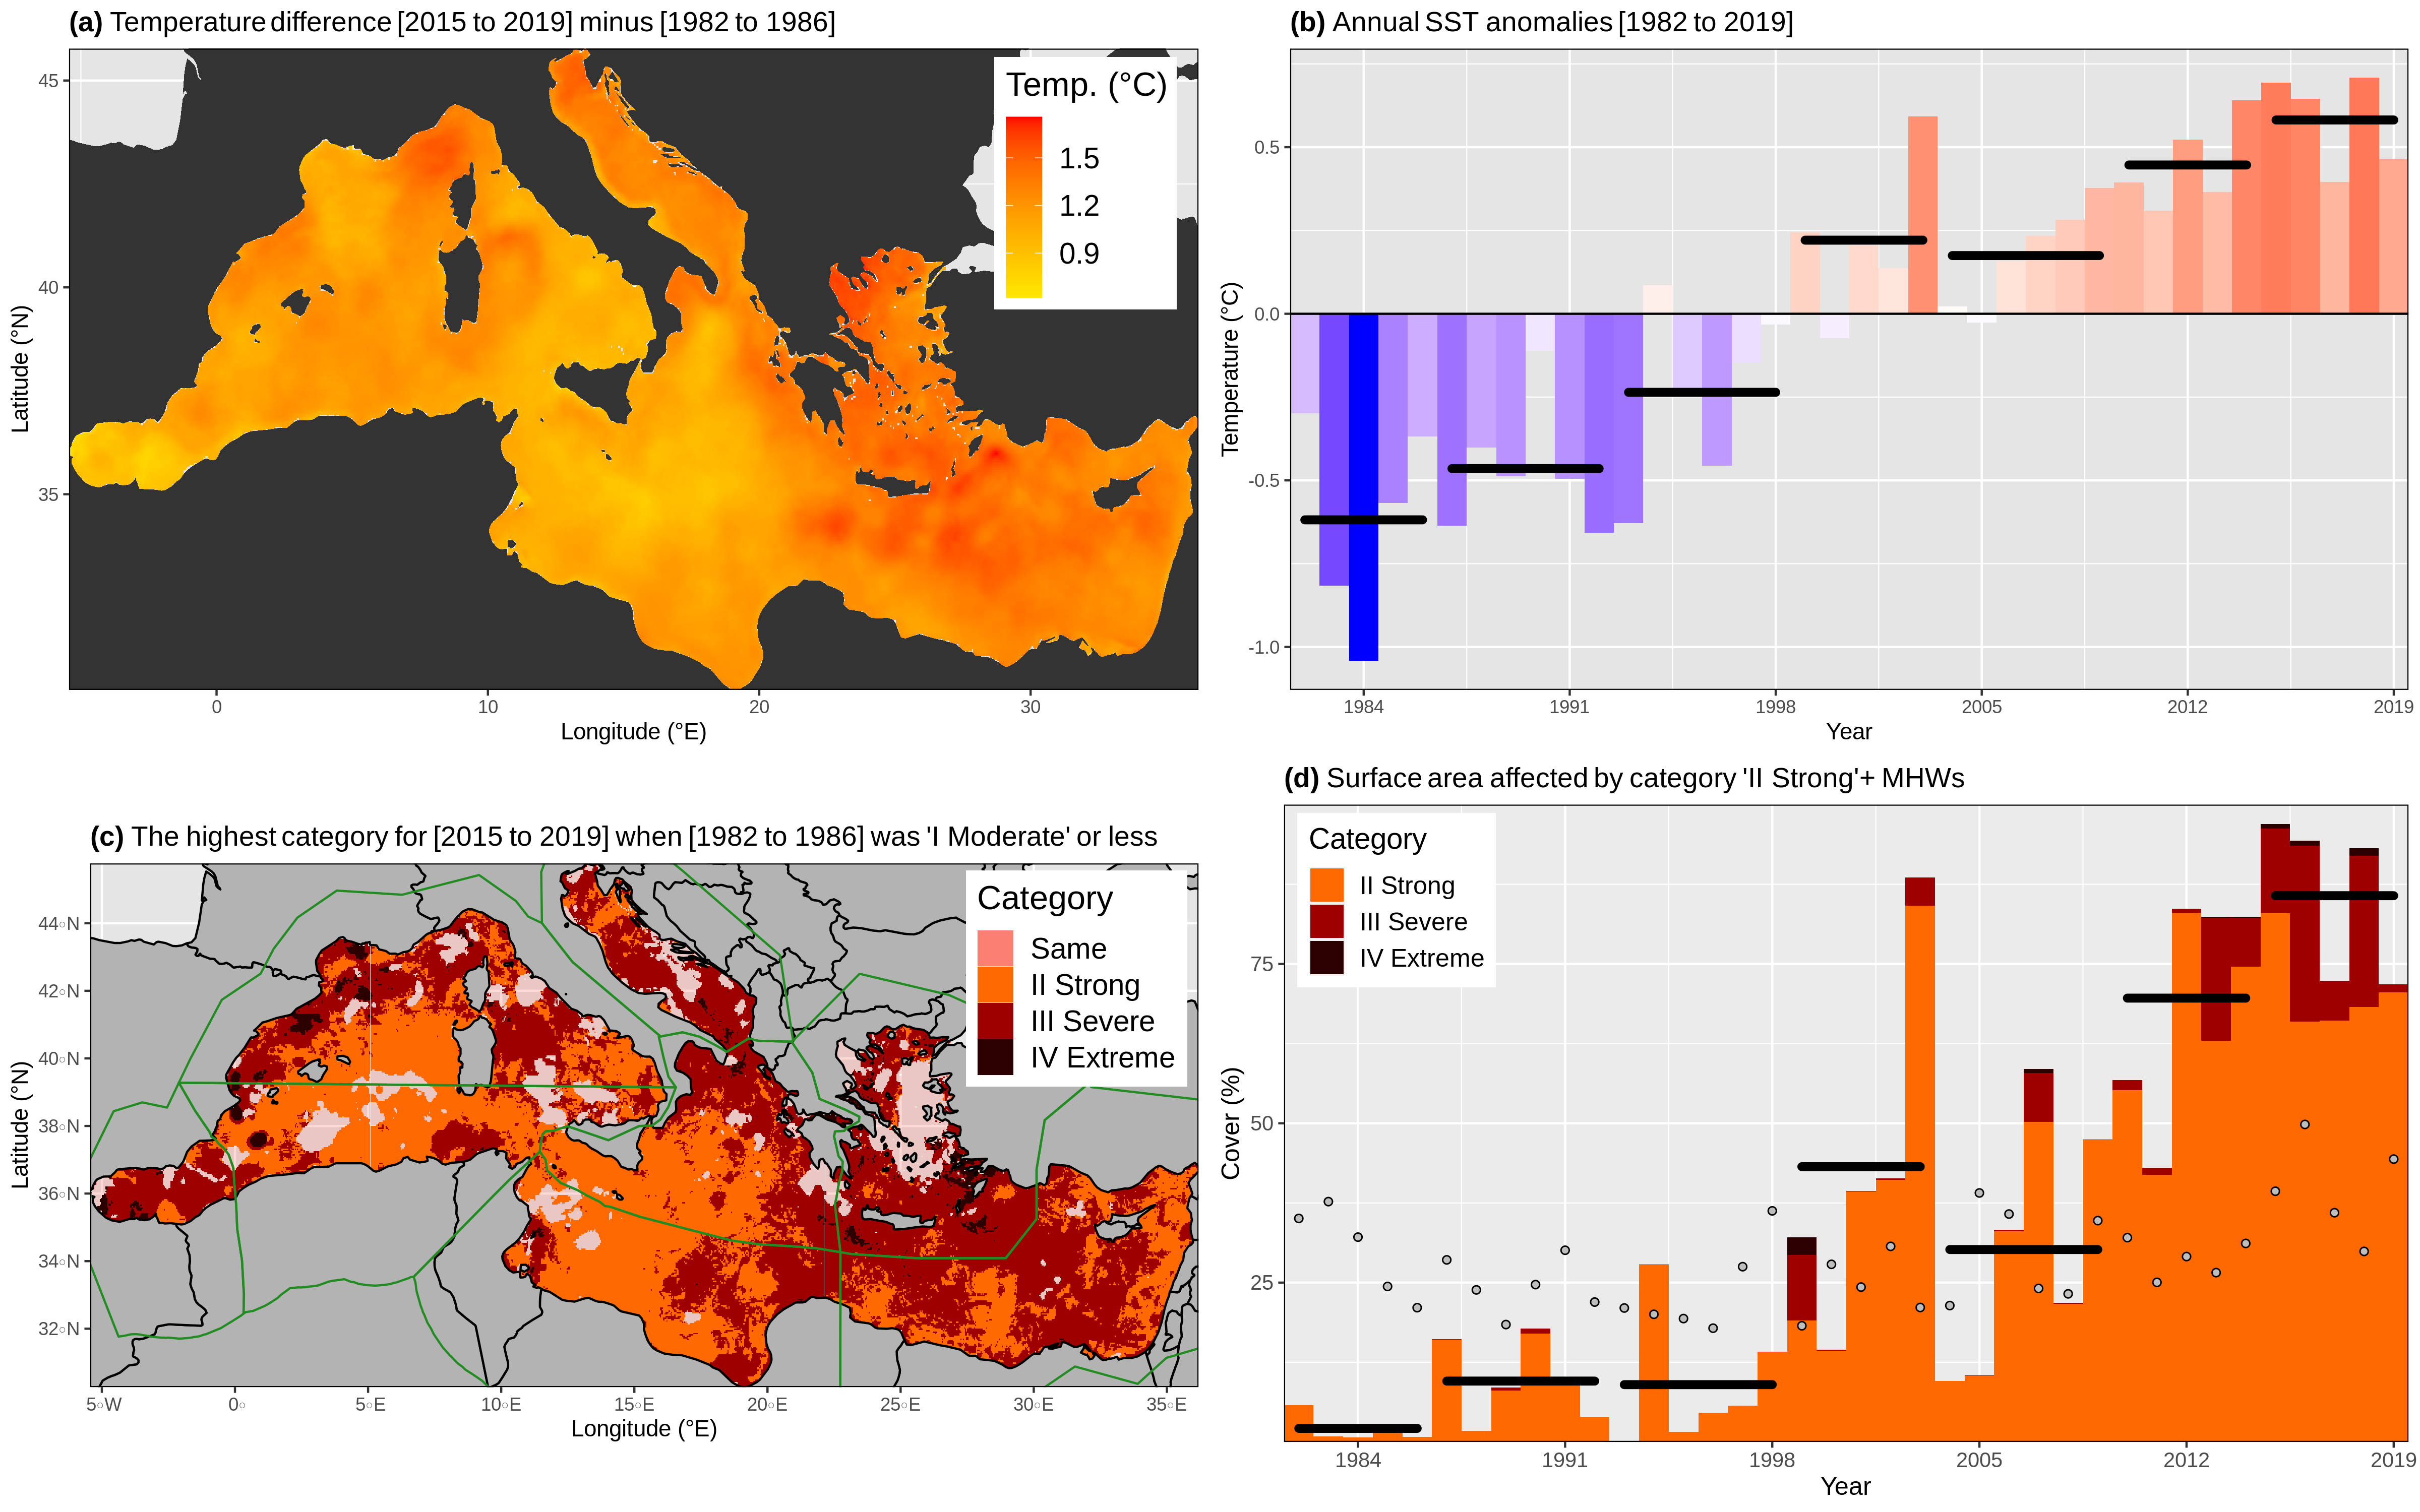 (a) Temperature difference [2015 to 2019] minus [1982 to 1986]
Temp. (°C)
1.5
1.2
0.9
45
40
35
Latitude (°N)
0
10
20
30
Longitude (°E)
(b) Annual SST anomalies [1982 to 2019]
0.5
0.0
-0.5
-1.0
Temperature (°C)
1984
1991
1998
2005
2012
2019
Year
(c) The highest category for [2015 to 2019] when [1982 to 1986] was 'I Moderate' or less
Category
Same
II Strong
III Severe
IV Extreme
44◦N
42◦N
40◦N
38◦N
36◦N
34◦N
32◦N
Latitude (°N)
5◦W
0◦
5◦E
10◦E
15◦E
20◦E
25◦E
30◦E
35◦E
Longitude (°E)
(d) Surface area affected by category 'II Strong'+ MHWs
Category
II Strong
III Severe
IV Extreme
75
50
25
Cover (%)
1984
1991
1998
2005
2012
2019
Year